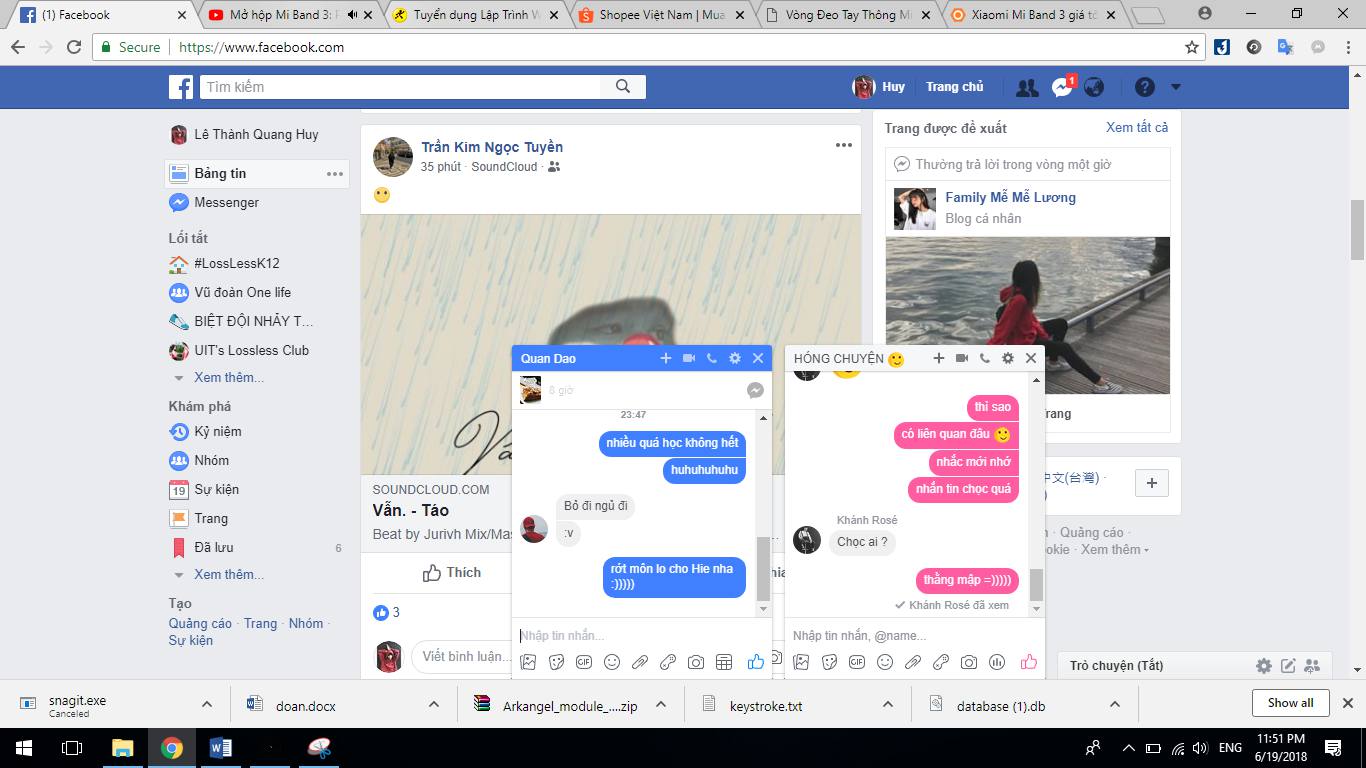 (1) Facebook
Mở hộp Mi Band 3:
Tuyển dụng Lập Trình
Shopee Việt Nam | Mua
Vòng Đeo Tay Thông
Xiaomi Mi Band 3 giá
Secure
https://www.facebook.com
Tìm kiếm
Huy
Trang chủ
1
Lê Thành Quang Huy
Bảng tin
Messenger
Lối tắt
#LossLessK12
Vũ đoàn One life
BIỆT ĐỘI NHẢY T...
UIT's Lossless Club
Xem thêm...
Khám phá
Kỷ niệm
Nhóm
19 Sự kiện
Trang
Đã lưu 6
Xem thêm...
Tạo
Quảng cáo · Trang · Nhóm ·
Sự kiện
Trần Kim Ngọc Tuyền
35 phút · SoundCloud ·
SOUNDCLOUD.COM
Vẫn. - Táo
Beat by Jurivh Mix/Mas
Thích
3
Viết bình luận...
Quan Dao
8 giờ
23:47
nhiều quá học không hết
huhuhuhuhu
Bỏ đi ngủ đi
:v
rớt môn lo cho Hie nha
:)))))
Nhập tin nhắn...
GIF
HÓNG CHUYỆN
thì sao
có liên quan đâu
nhắc mới nhớ
nhắn tin chọc quá
Khánh Rosé
Chọc ai ?
thằng mập =)))))
Khánh Rosé đã xem
Nhập tin nhắn, @name...
GIF
Trang được đề xuất
Xem tất cả
Thường trả lời trong vòng một giờ
Family Mễ Mễ Lương
Blog cá nhân
rang
中文(台灣) ·
· Quảng cáo ·
ookie · Xem thêm
Trò chuyện (Tắt)
snagit.exe
Canceled
doan.docx
Arkangel_module_....zip
keystroke.txt
database (1).db
Show all
ENG
11:51 PM
6/19/2018